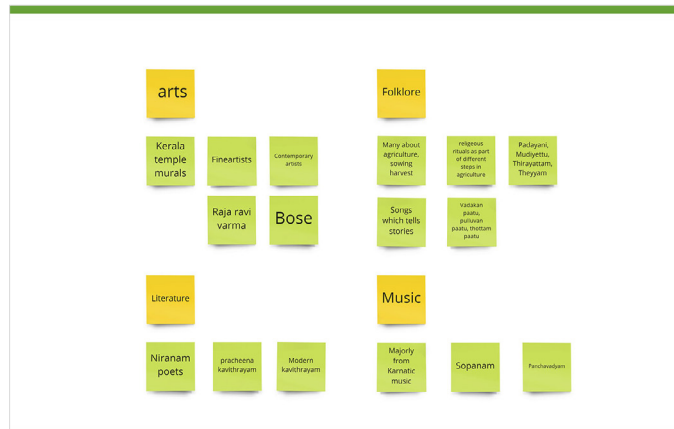 arts
Kerala
temple
murals
Fineartists
Contemporary
artists
Raja ravi
varma
Bose
Folklore
Many about
agriculture,
sowing
harvest
religeous
rituals as part
of different
steps in
agriculture
Padayani,
Mudiyettu,
Thirayattam,
Theyyam
Songs
which tells
stories
Vadakan
paatu, pulluvan
paatu, thottam
paatu
Literature
Niranam
poets
pracheena
kavithrayam
Modern
kavithrayam
Music
Majorly
from
Karnatic
music
Sopanam
Panchavadyam